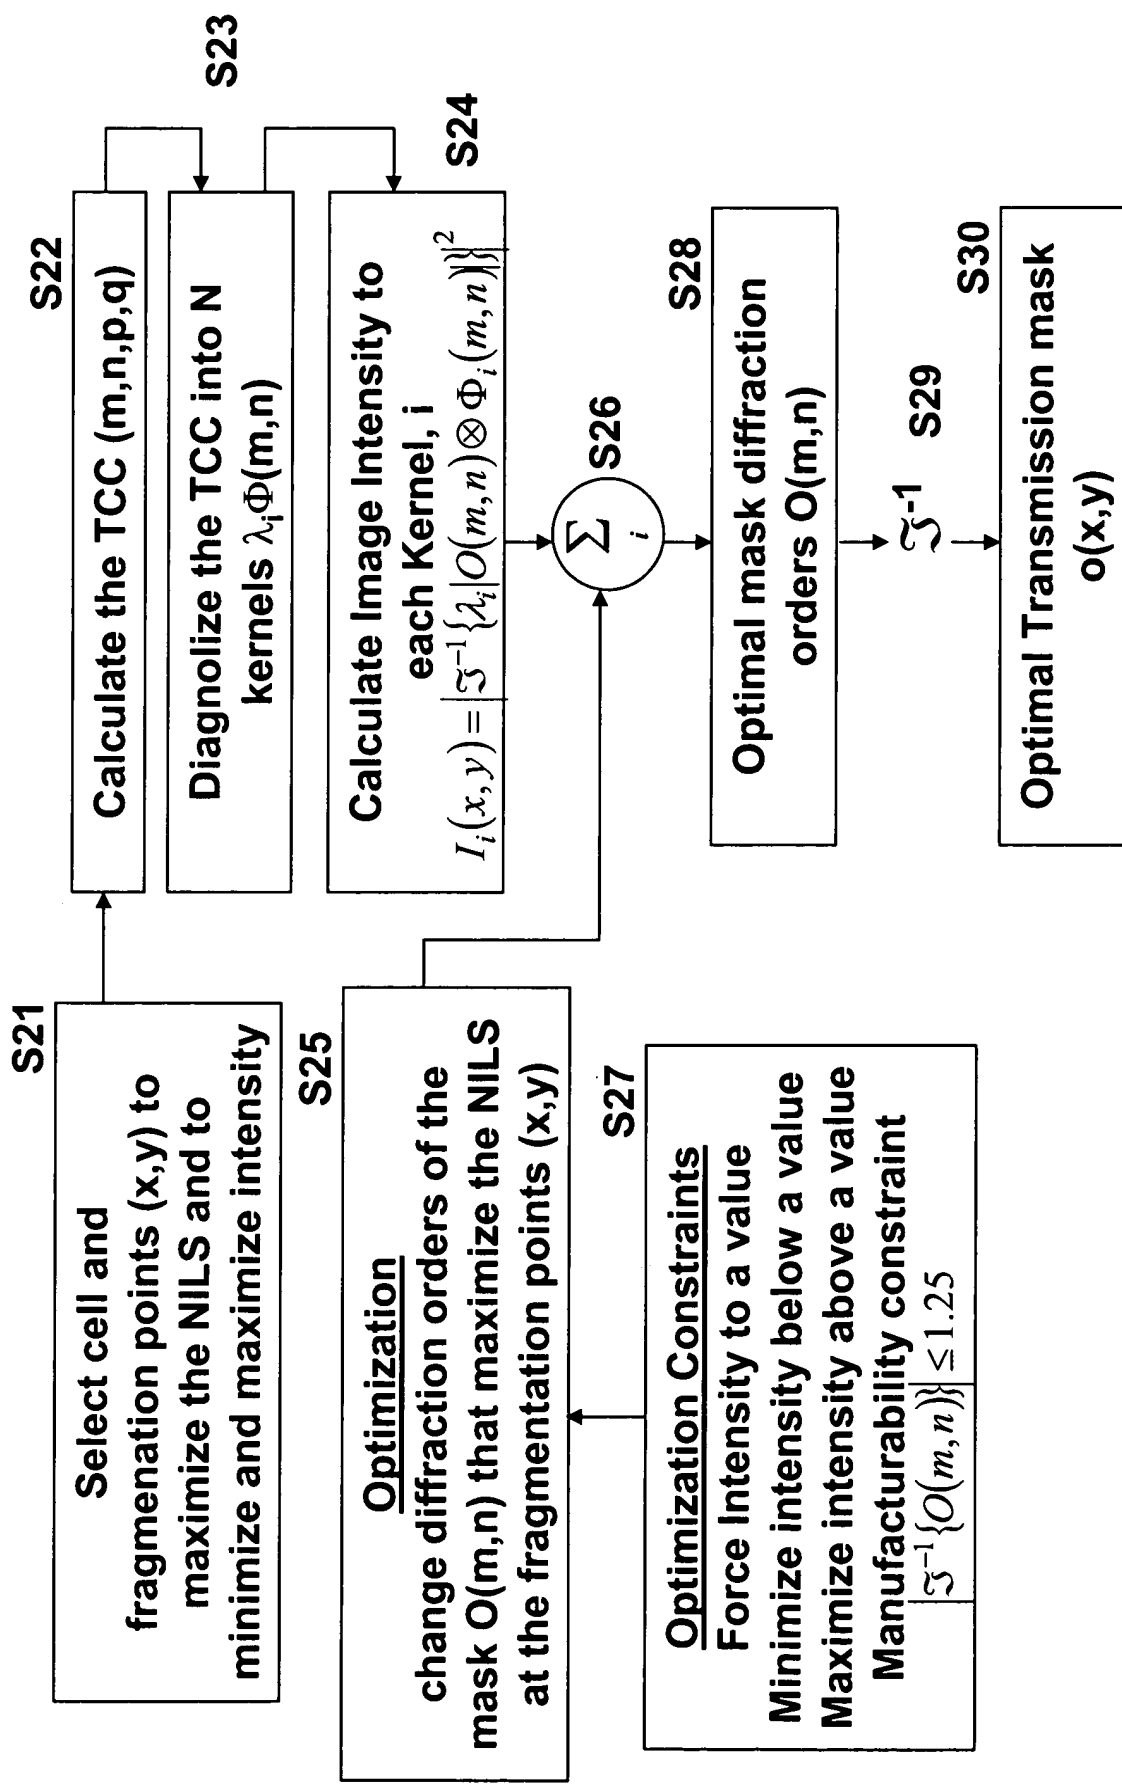 S21
Select cell and
fragmenation points (x,y) to
maximize the NILS and to
minimize and maximize intensity
S22
Calculate the TCC (m,n,p,q)
S23
Diagnolize the TCC into N
kernels λᵢΦ(m,n)
S24
Calculate Image Intensity to
each Kernel, i
I_i(x,y)=|ℑ⁻¹{λ_i|O(m,n)⊗Φ_i(m,n)|}|²
S25
Optimization
change diffraction orders of the
mask O(m,n) that maximize the NILS
at the fragmentation points (x,y)
S26
Σ
i
S27
Optimization Constraints
Force Intensity to a value
Minimize intensity below a value
Maximize intensity above a value
Manufacturability constraint
|ℑ⁻¹{O(m,n)}|≤1.25
S28
Optimal mask diffraction
orders O(m,n)
ℑ⁻¹ S29
S30
Optimal Transmission mask
o(x,y)